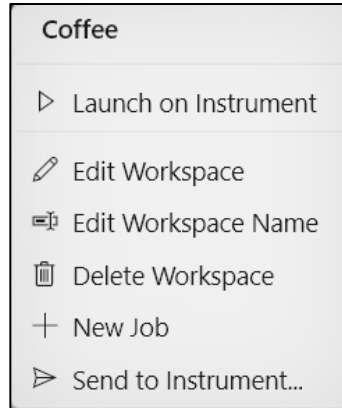 Coffee
Launch on Instrument
Edit Workspace
Edit Workspace Name
Delete Workspace
New Job
Send to Instrument...